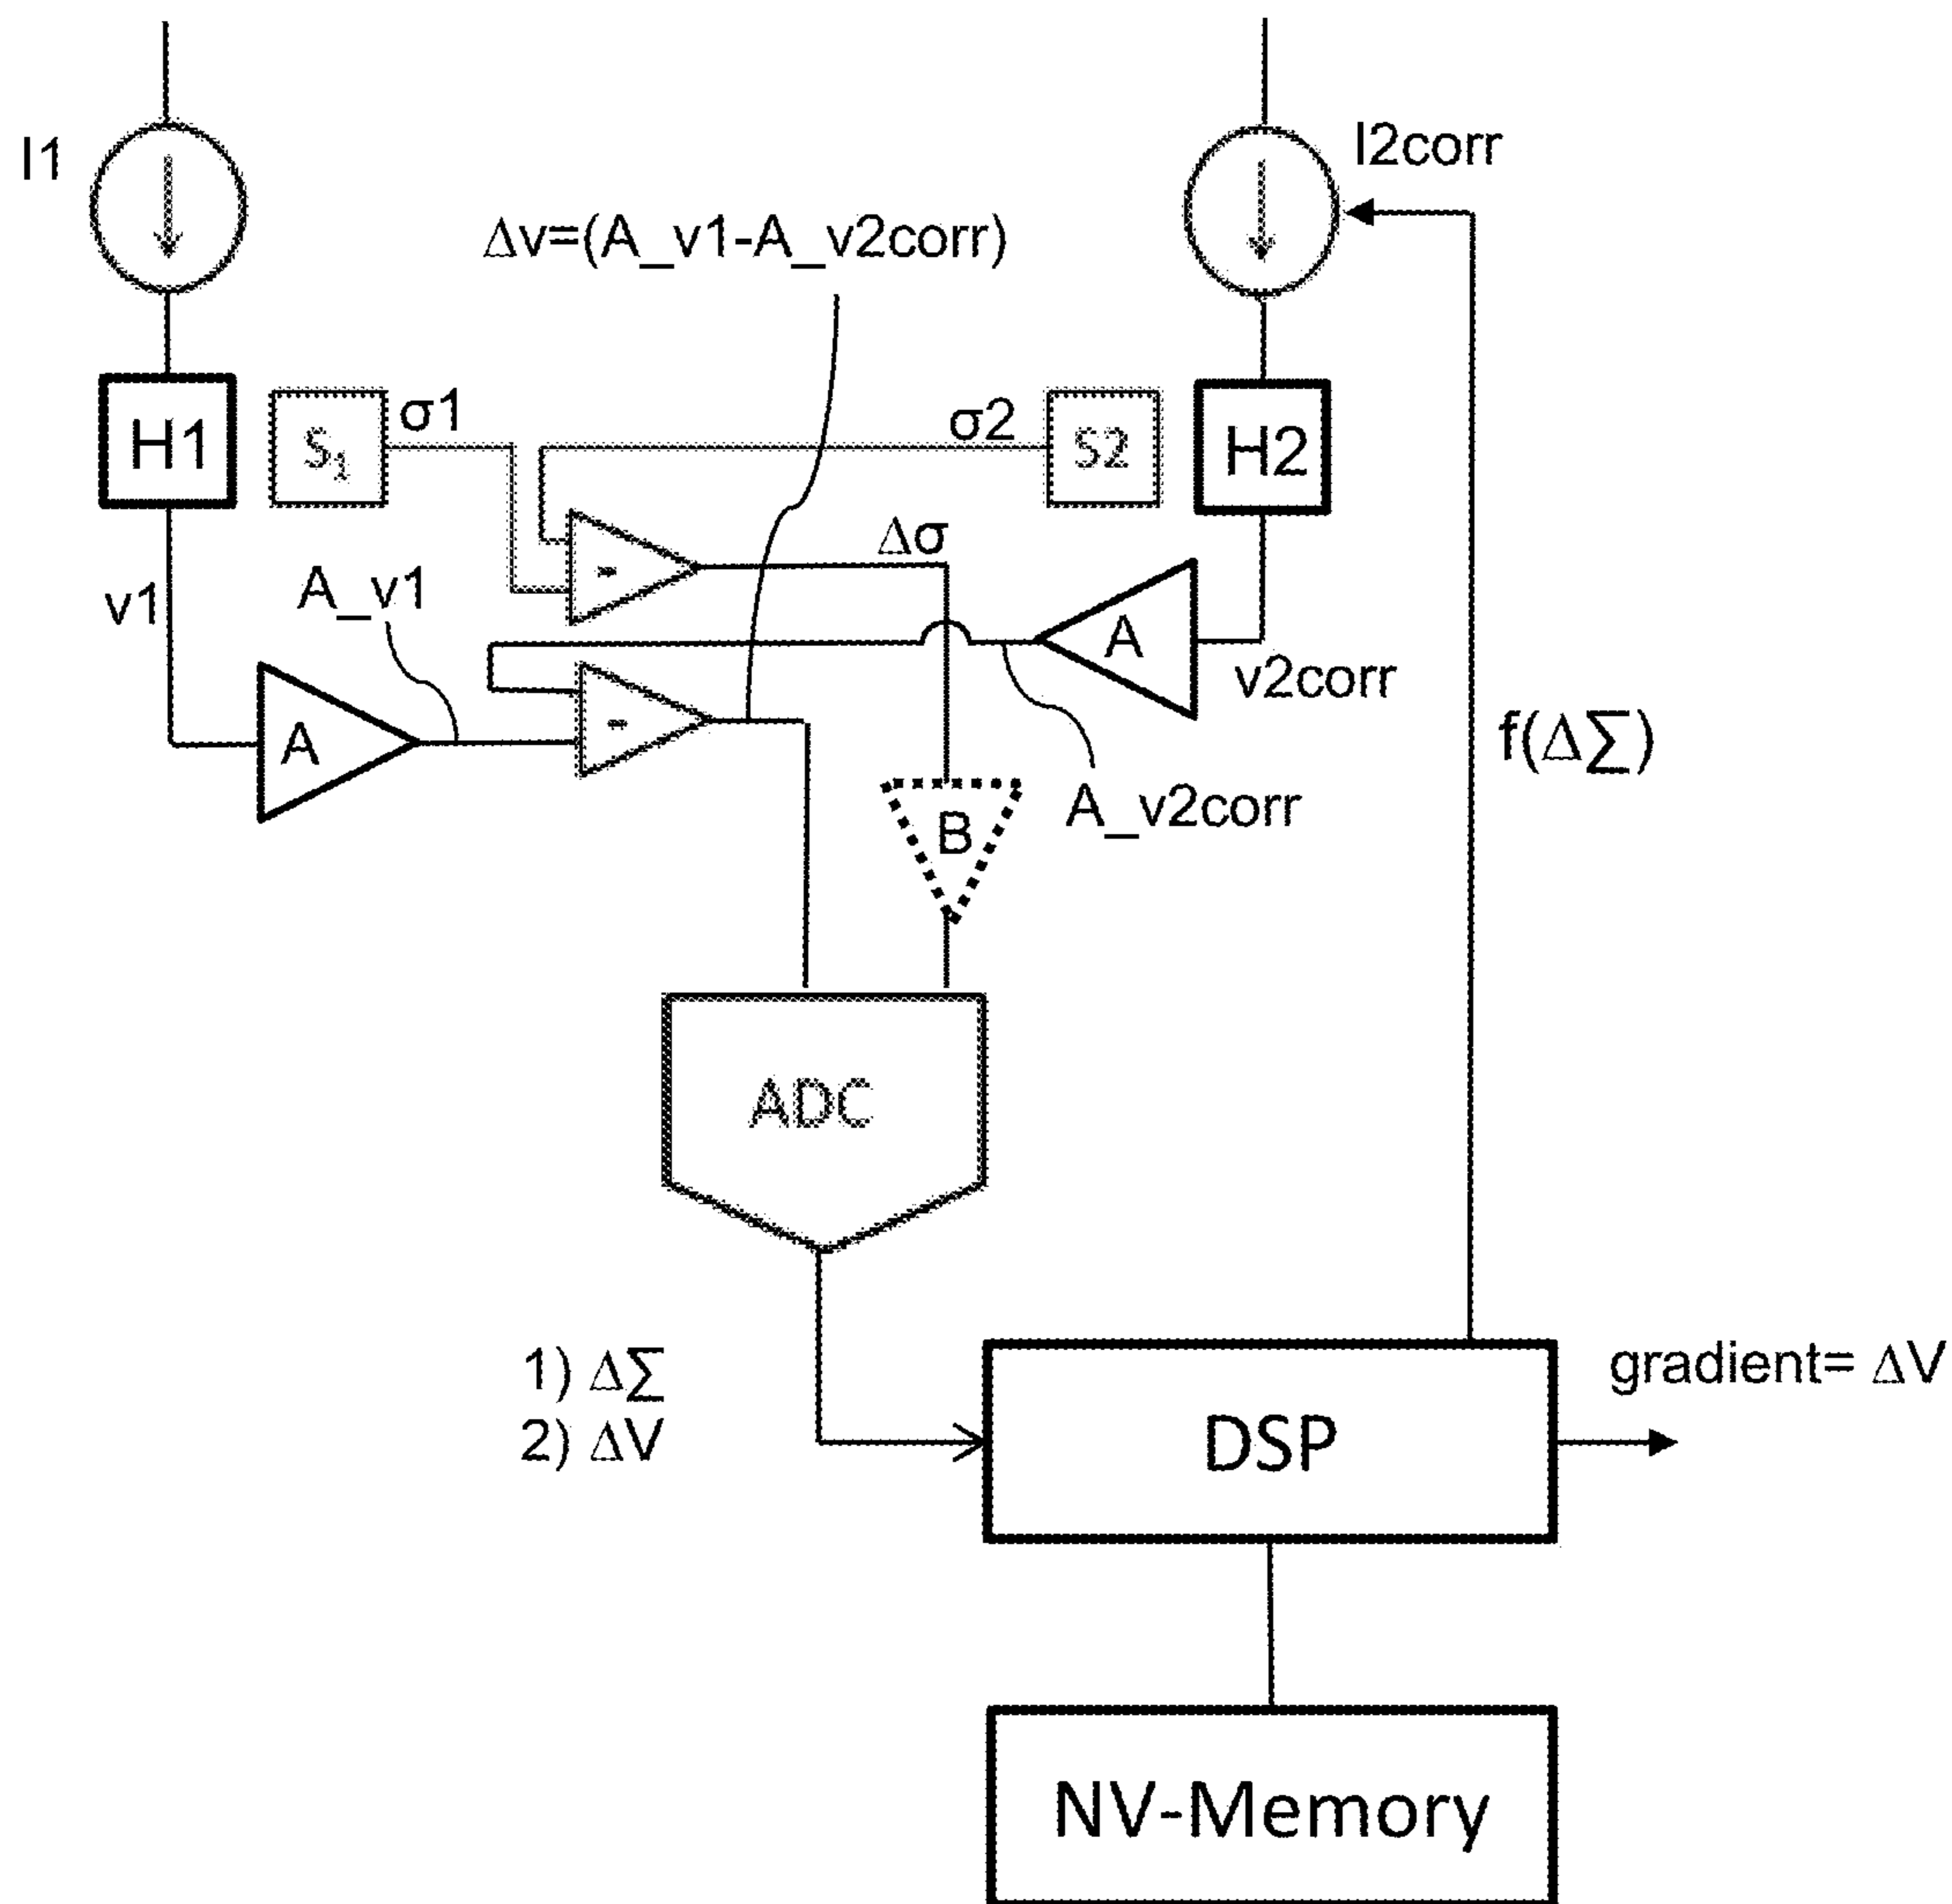 I1
I2corr
Δv=(A_v1-A_v2corr)
H1
S₁
σ1
σ2
S2
H2
-
Δσ
v1
A_v1
A
v2corr
-
A
f(Δ∑)
A_v2corr
B
ADC
1) Δ∑
2) ΔV
gradient= ΔV
DSP
NV-Memory